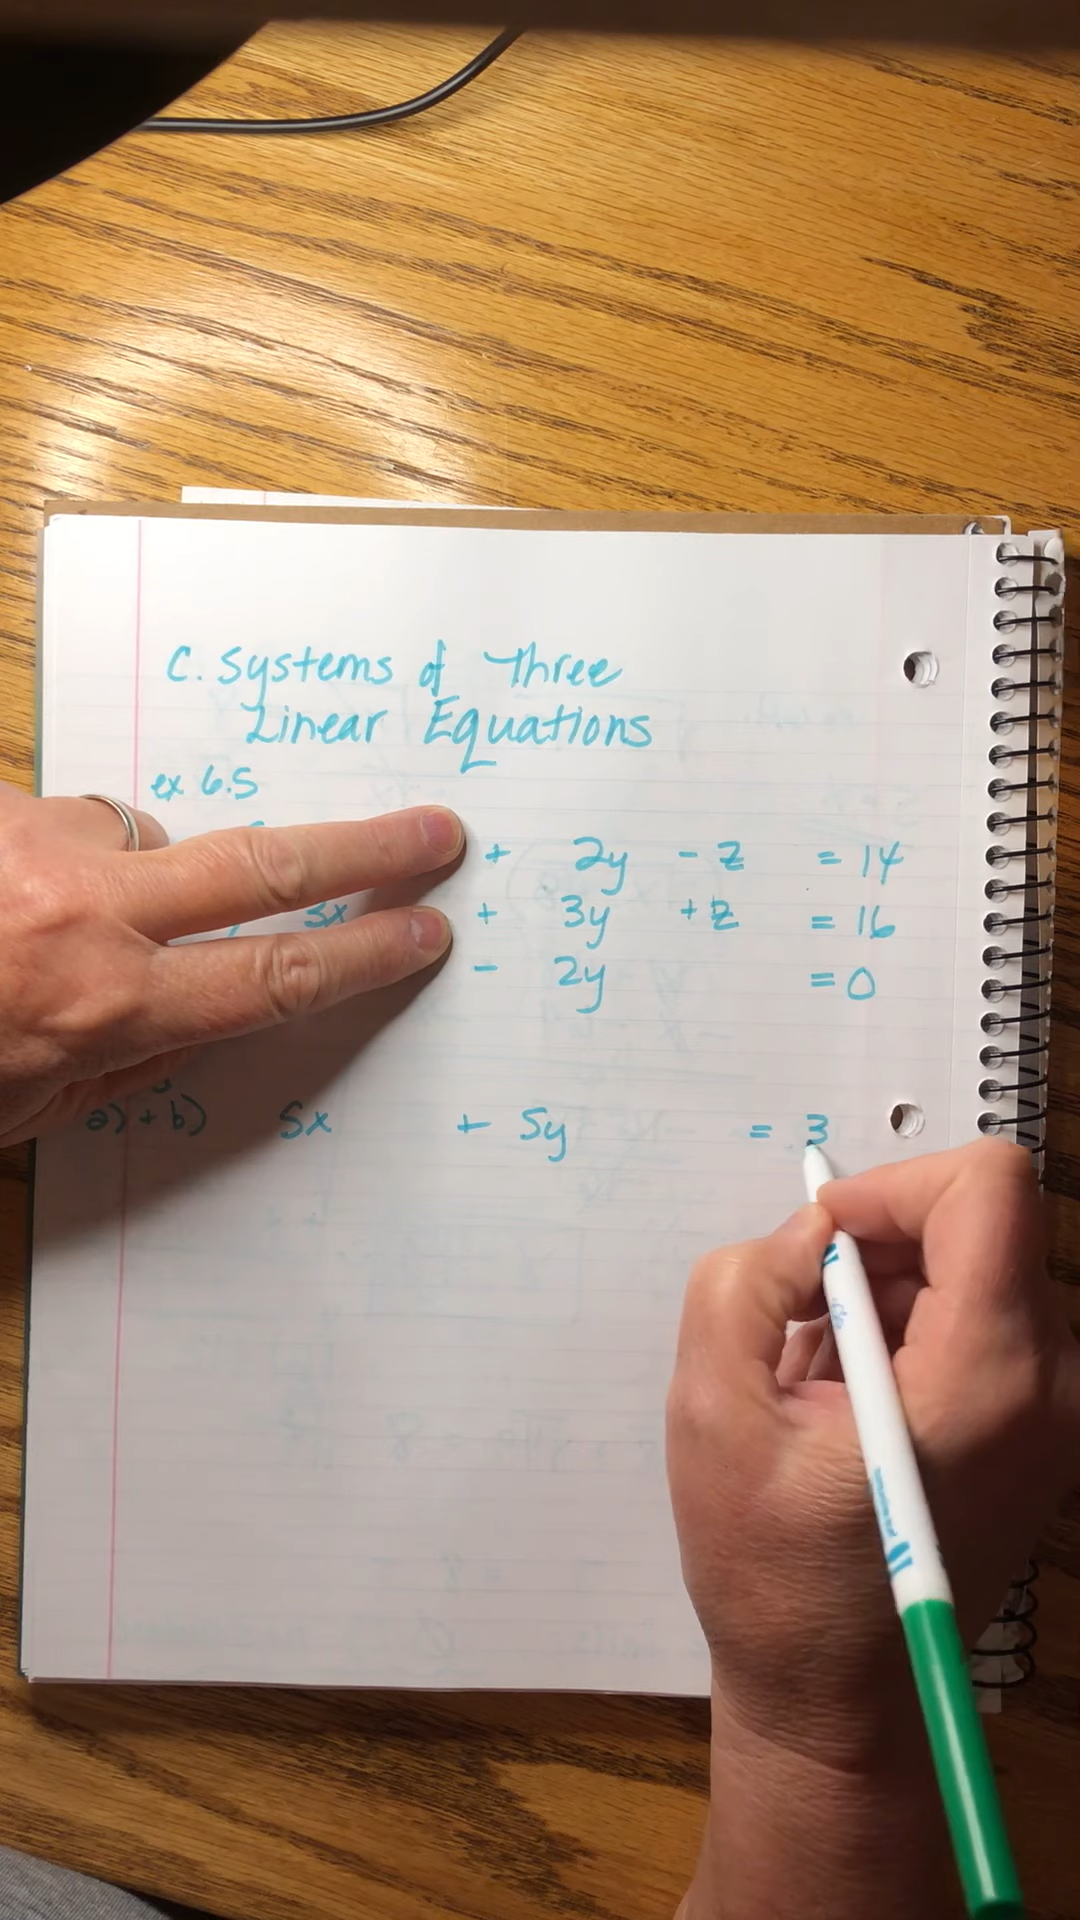 C. Systems of Three
Linear Equations
ex 6.5
+ 2y - z = 14
3x + 3y + z = 16
- 2y = 0
a) + b) 5x + 5y = 3